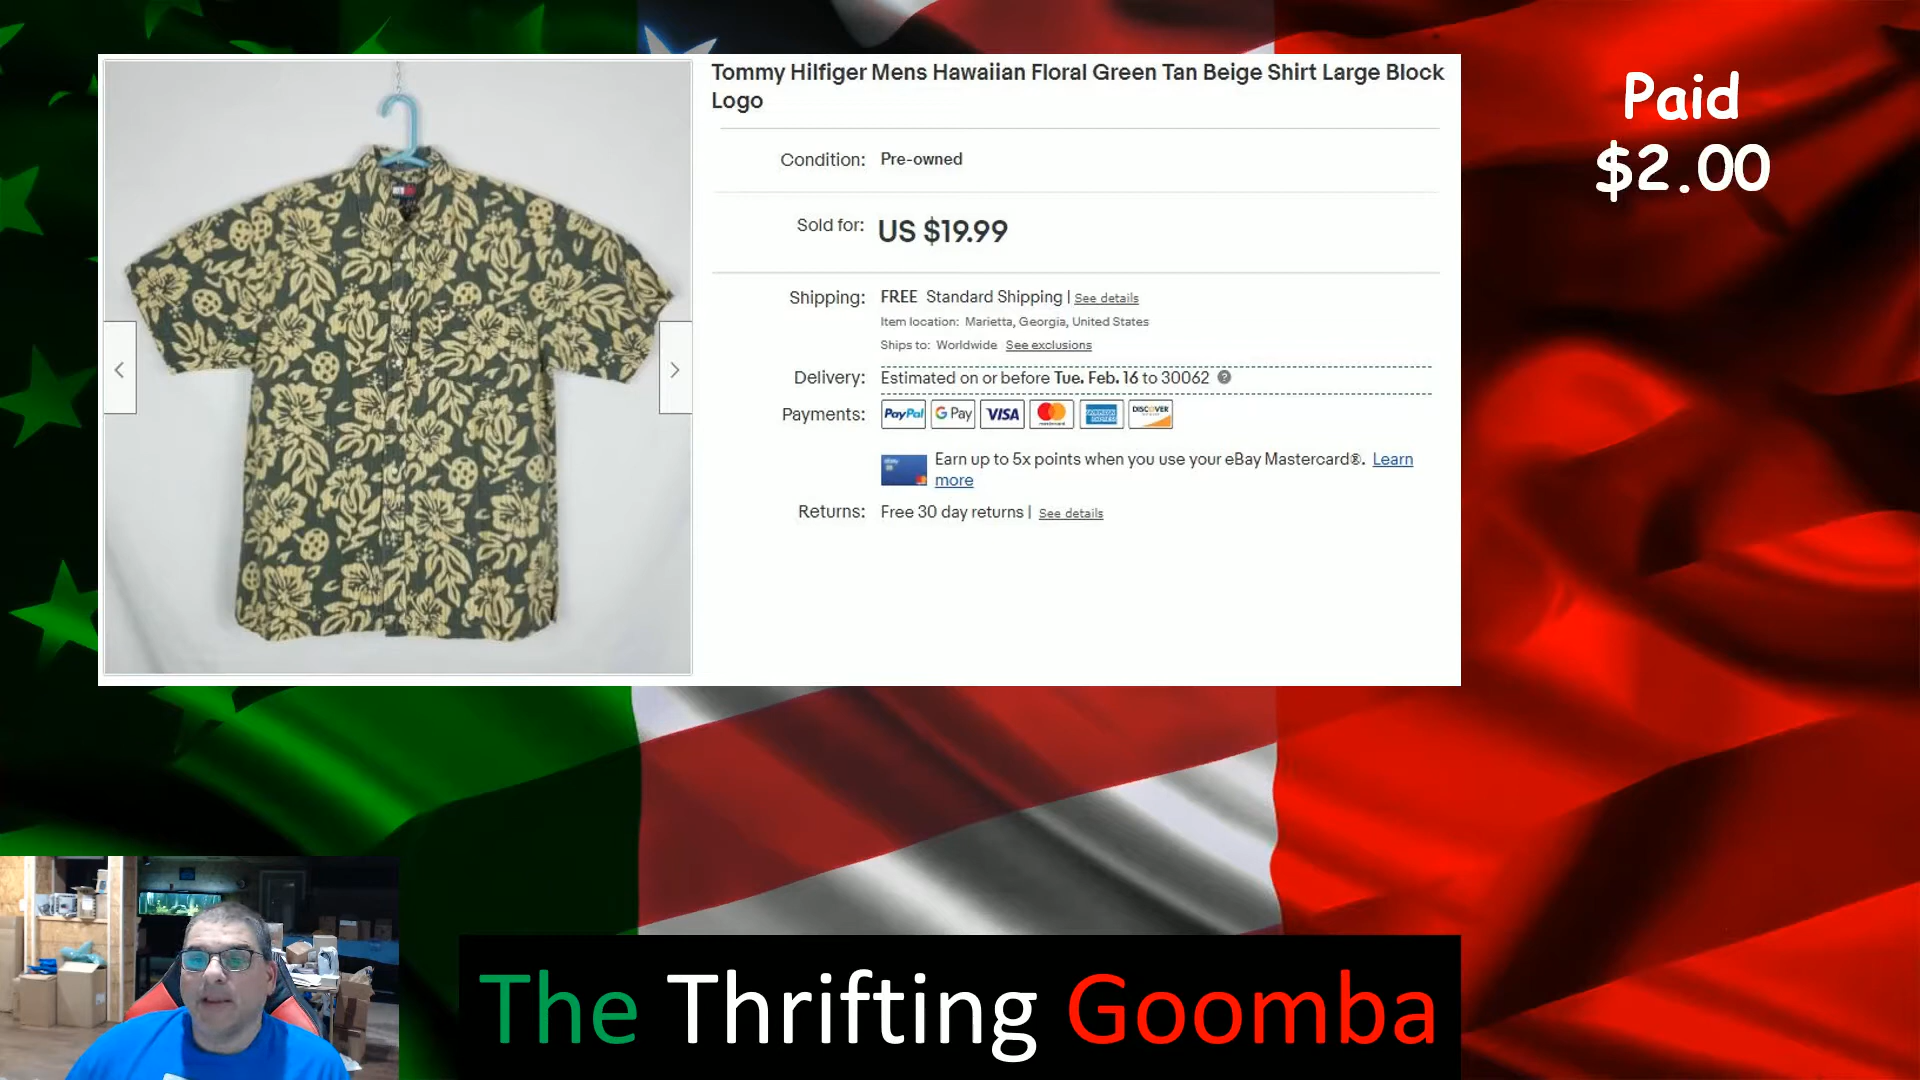 Tommy Hilfiger Mens Hawaiian Floral Green Tan Beige Shirt Large Block
Logo
Condition: Pre-owned
Sold for: US $19.99
Shipping: FREE Standard Shipping | See details
Item location: Marietta, Georgia, United States
Ships to: Worldwide See exclusions
Delivery: Estimated on or before Tue. Feb. 16 to 30062
Payments: PayPal G Pay VISA mastercard AMERICAN EXPRESS DISCOVER
Earn up to 5x points when you use your eBay Mastercard®. Learn
more
Returns: Free 30 day returns | See details
Paid
$2.00
The Thrifting Goomba